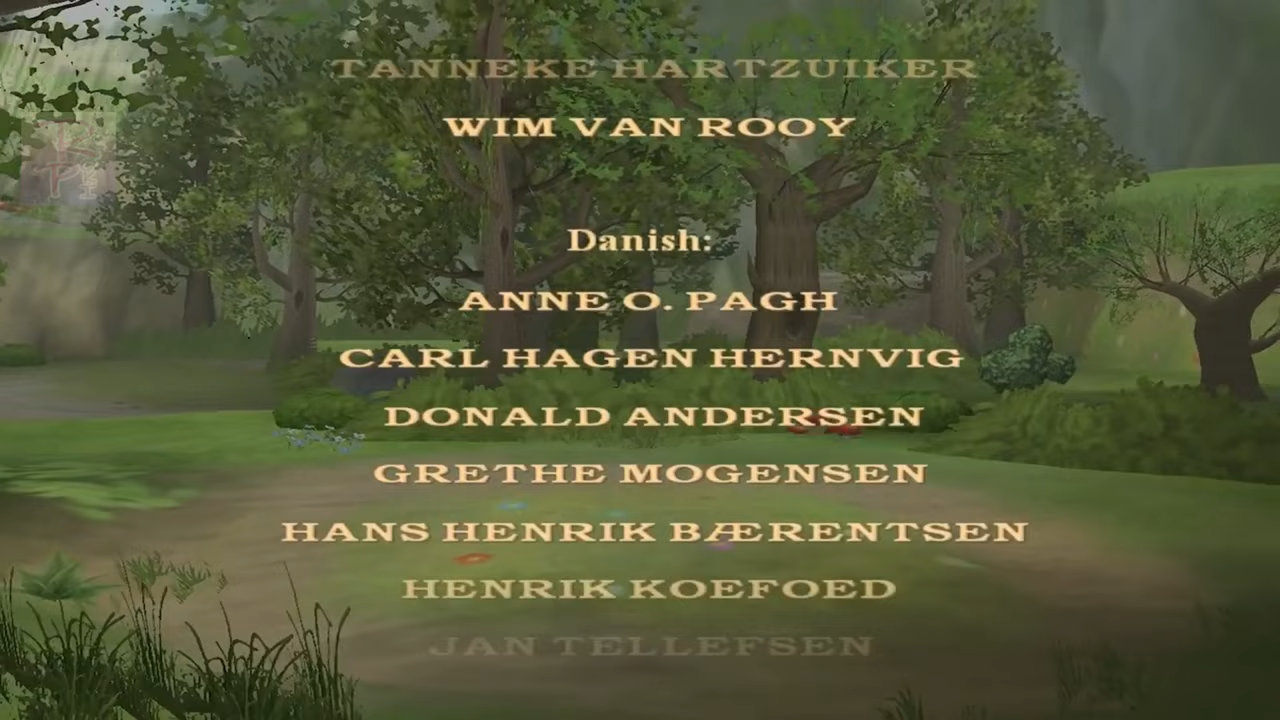 TANNEKE HARTZUIKER
WIM VAN ROOY
Danish:
ANNE O. PAGH
CARL HAGEN HERNVIG
DONALD ANDERSEN
GRETHE MOGENSEN
HANS HENRIK BÆRENTSEN
HENRIK KOEFOED
JAN TELLEFSEN